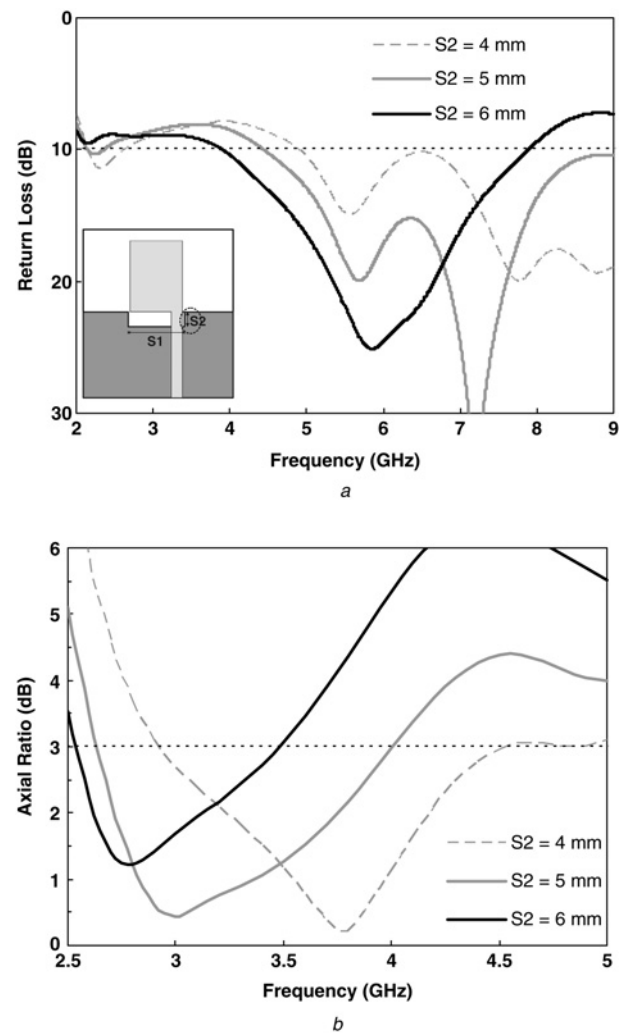 0
10
20
30
Return Loss (dB)
S2 = 4 mm
S2 = 5 mm
S2 = 6 mm
S2
S1
2 3 4 5 6 7 8 9
Frequency (GHz)
a
6
5
4
3
2
1
0
Axial Ratio (dB)
S2 = 4 mm
S2 = 5 mm
S2 = 6 mm
2.5 3 3.5 4 4.5 5
Frequency (GHz)
b